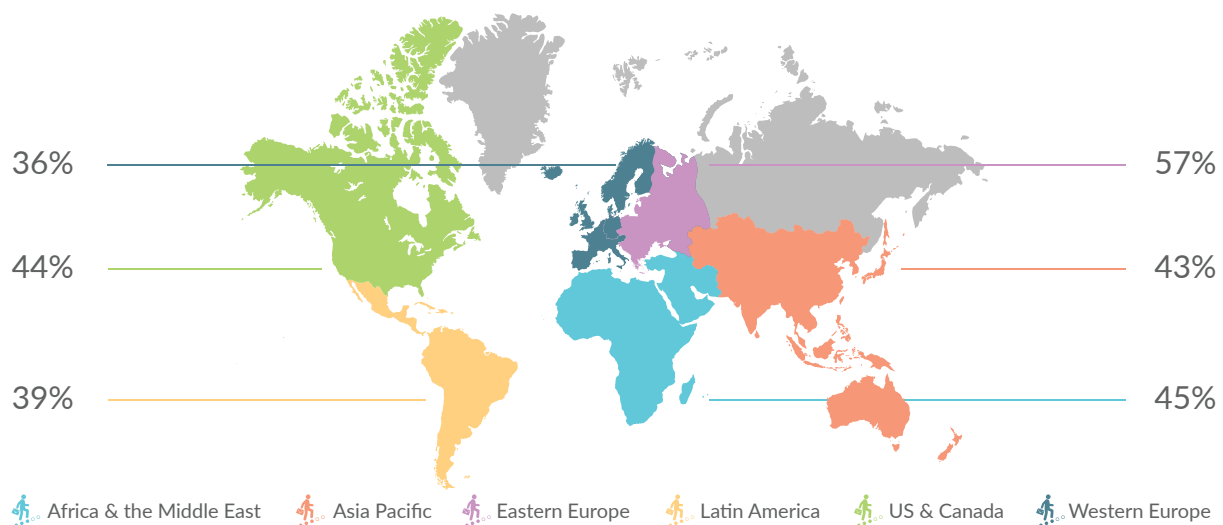 36% 57%
44% 43%
39% 45%
Africa & the Middle East Asia Pacific Eastern Europe Latin America US & Canada Western Europe